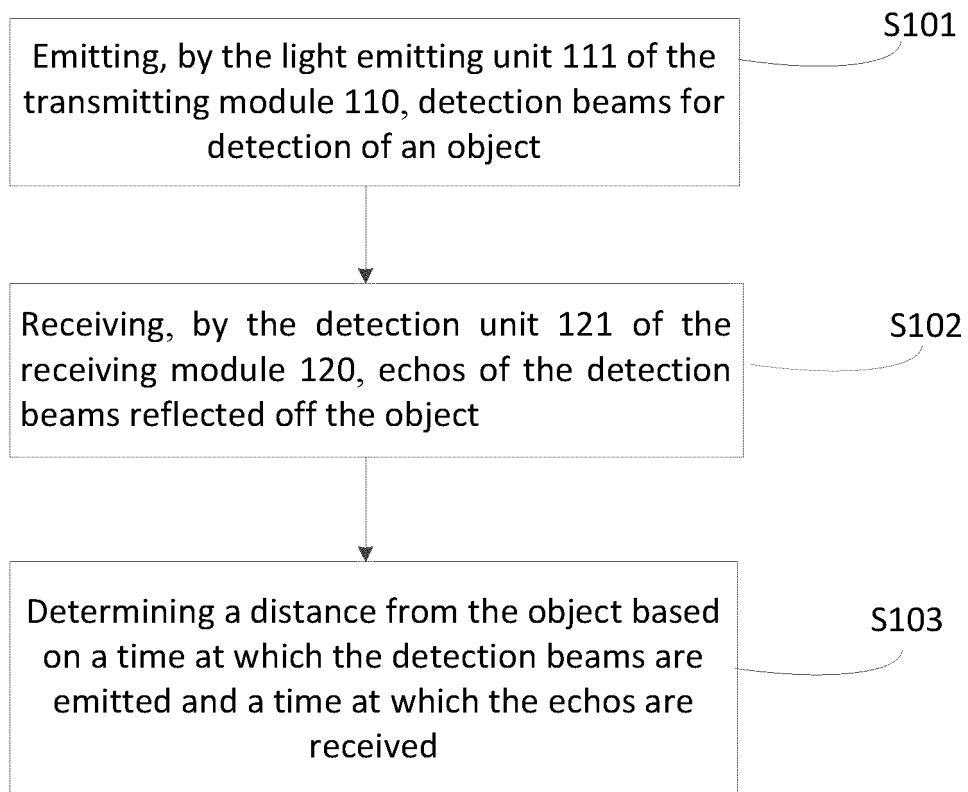 S101
Emitting, by the light emitting unit 111 of the
transmitting module 110, detection beams for
detection of an object
Receiving, by the detection unit 121 of the
receiving module 120, echos of the detection
beams reflected off the object
S102
Determining a distance from the object based
on a time at which the detection beams are
emitted and a time at which the echos are
received
S103